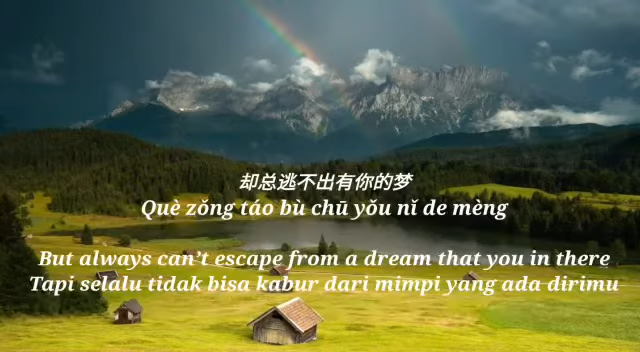 却总逃不出有你的梦
Què zǒng táo bù chū yǒu nǐ de mèng
But always can’t escape from a dream that you in there
Tapi selalu tidak bisa kabur dari mimpi yang ada dirimu